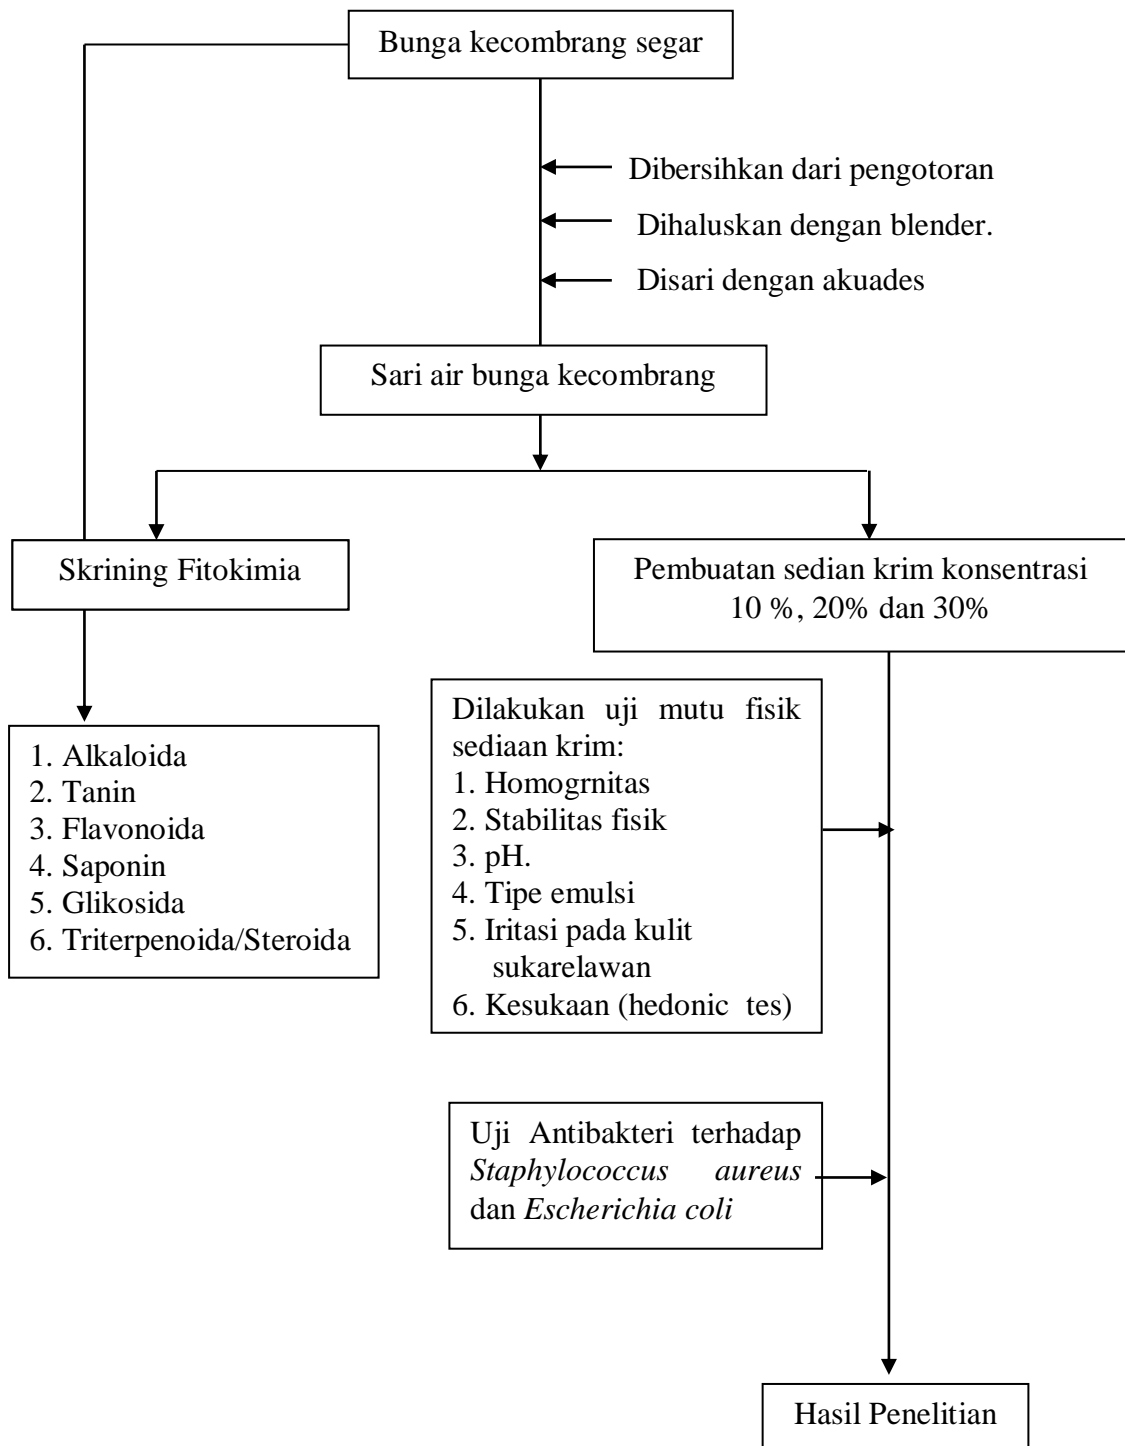 Bunga kecombrang segar
Dibersihkan dari pengotoran
Dihaluskan dengan blender.
Disari dengan akuades
Sari air bunga kecombrang
Skrining Fitokimia
Pembuatan sedian krim konsentrasi
10 %, 20% dan 30%
1. Alkaloida
2. Tanin
3. Flavonoida
4. Saponin
5. Glikosida
6. Triterpenoida/Steroida
Dilakukan uji mutu fisik
sediaan krim:
1. Homogrnitas
2. Stabilitas fisik
3. pH.
4. Tipe emulsi
5. Iritasi pada kulit
sukarelawan
6. Kesukaan (hedonic tes)
Uji Antibakteri terhadap
Staphylococcus aureus
dan Escherichia coli
Hasil Penelitian